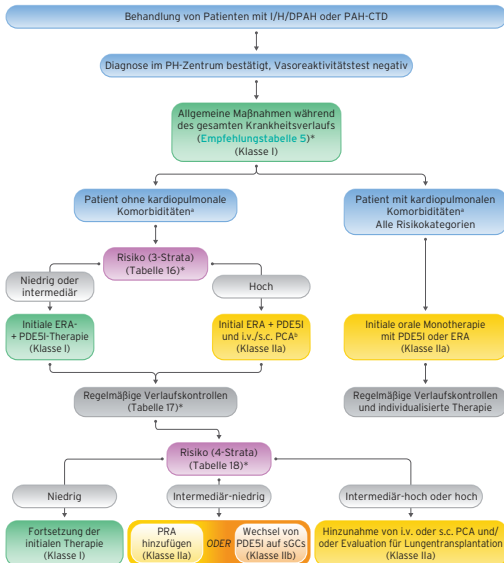 Behandlung von Patienten mit I/H/DPAH oder PAH-CTD
Diagnose im PH-Zentrum bestätigt, Vasoreaktivitätstest negativ
Allgemeine Maßnahmen während
des gesamten Krankheitsverlaufs
(Empfehlungstabelle 5)*
(Klasse I)
Patient ohne kardiopulmonale
Komorbiditätenᵃ
Patient mit kardiopulmonalen
Komorbiditätenᵃ
Alle Risikokategorien
Risiko (3-Strata)
(Tabelle 16)*
Niedrig oder
intermediär
Hoch
Initiale ERA-
+ PDE5I-Therapie
(Klasse I)
Initial ERA + PDE5I
und i.v./s.c. PCAᵇ
(Klasse IIa)
Initiale orale Monotherapie
mit PDE5I oder ERA
(Klasse IIa)
Regelmäßige Verlaufskontrollen
(Tabelle 17)*
Regelmäßige Verlaufskontrollen
und individualisierte Therapie
Risiko (4-Strata)
(Tabelle 18)*
Niedrig
Intermediär-niedrig
Intermediär-hoch oder hoch
Fortsetzung der
initialen Therapie
(Klasse I)
PRA
hinzufügen
(Klasse IIa)
ODER
Wechsel von
PDE5I auf sGCs
(Klasse IIb)
Hinzunahme von i.v. oder s.c. PCA und/
oder Evaluation für Lungentransplantation
(Klasse IIa)